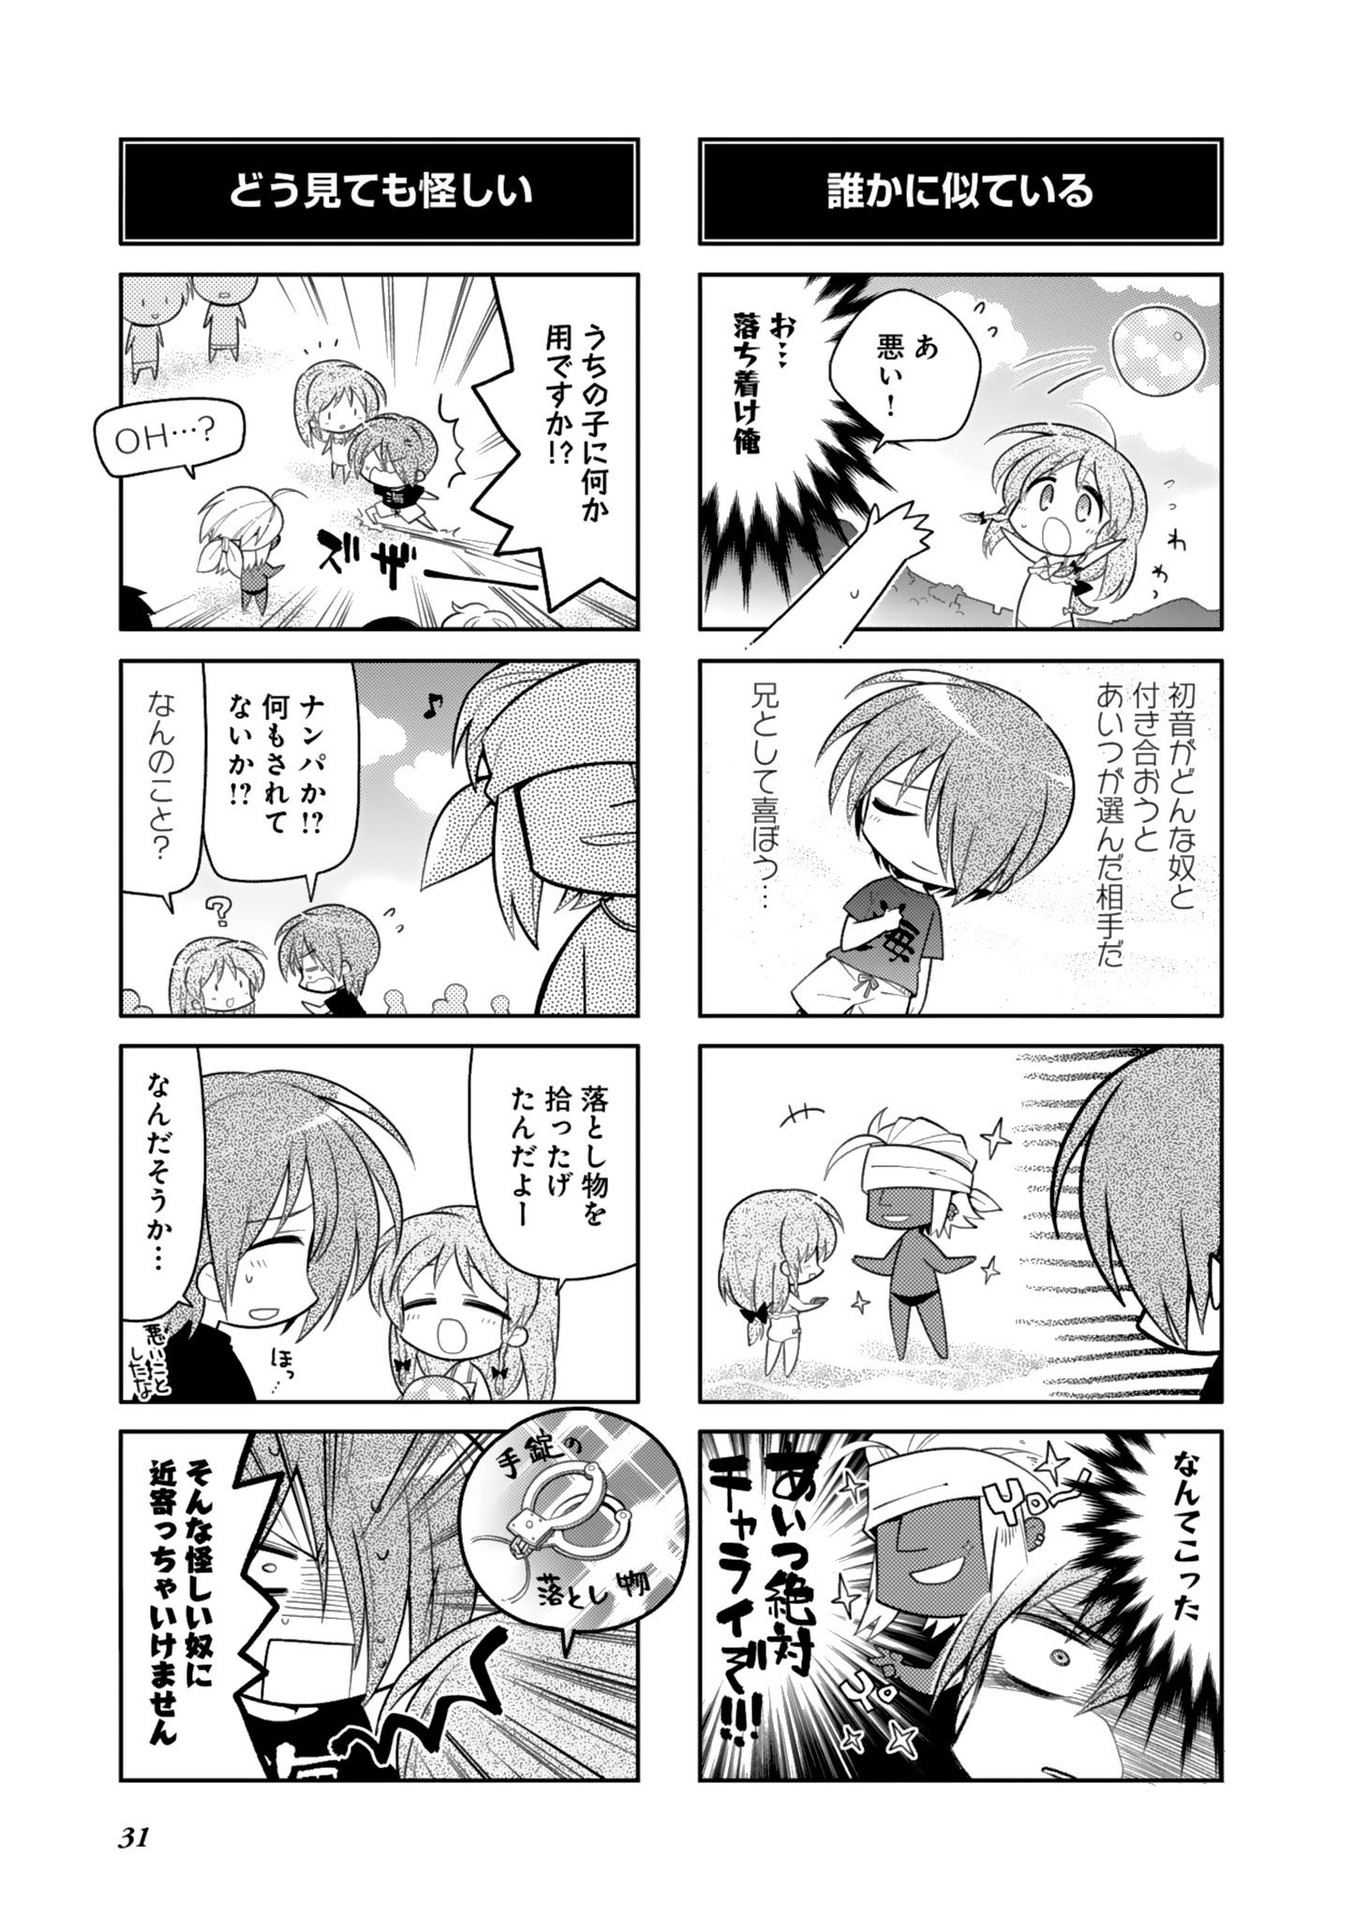 誰かに似ている
あ
悪い！
お…
落ち着け俺
わ
わ
初音がどんな奴と
付き合おうと
あいつが選んだ相手だ
兄として喜ぼう…
海
なんてこった
Yo!
Yo
あいつ絶対
チャライぞ!!!
どう見ても怪しい
うちの子に何か
用ですか!?
ズザーー
OH…?
♪
ナンパか!?
何もされて
ないか!?
なんのこと？
?
落とし物を
拾ったげ
たんだよー
なんだそうか…
ほっ…
悪いこと
したな
手錠の
落とし物
そんな怪しい奴に
近寄っちゃいけません
31